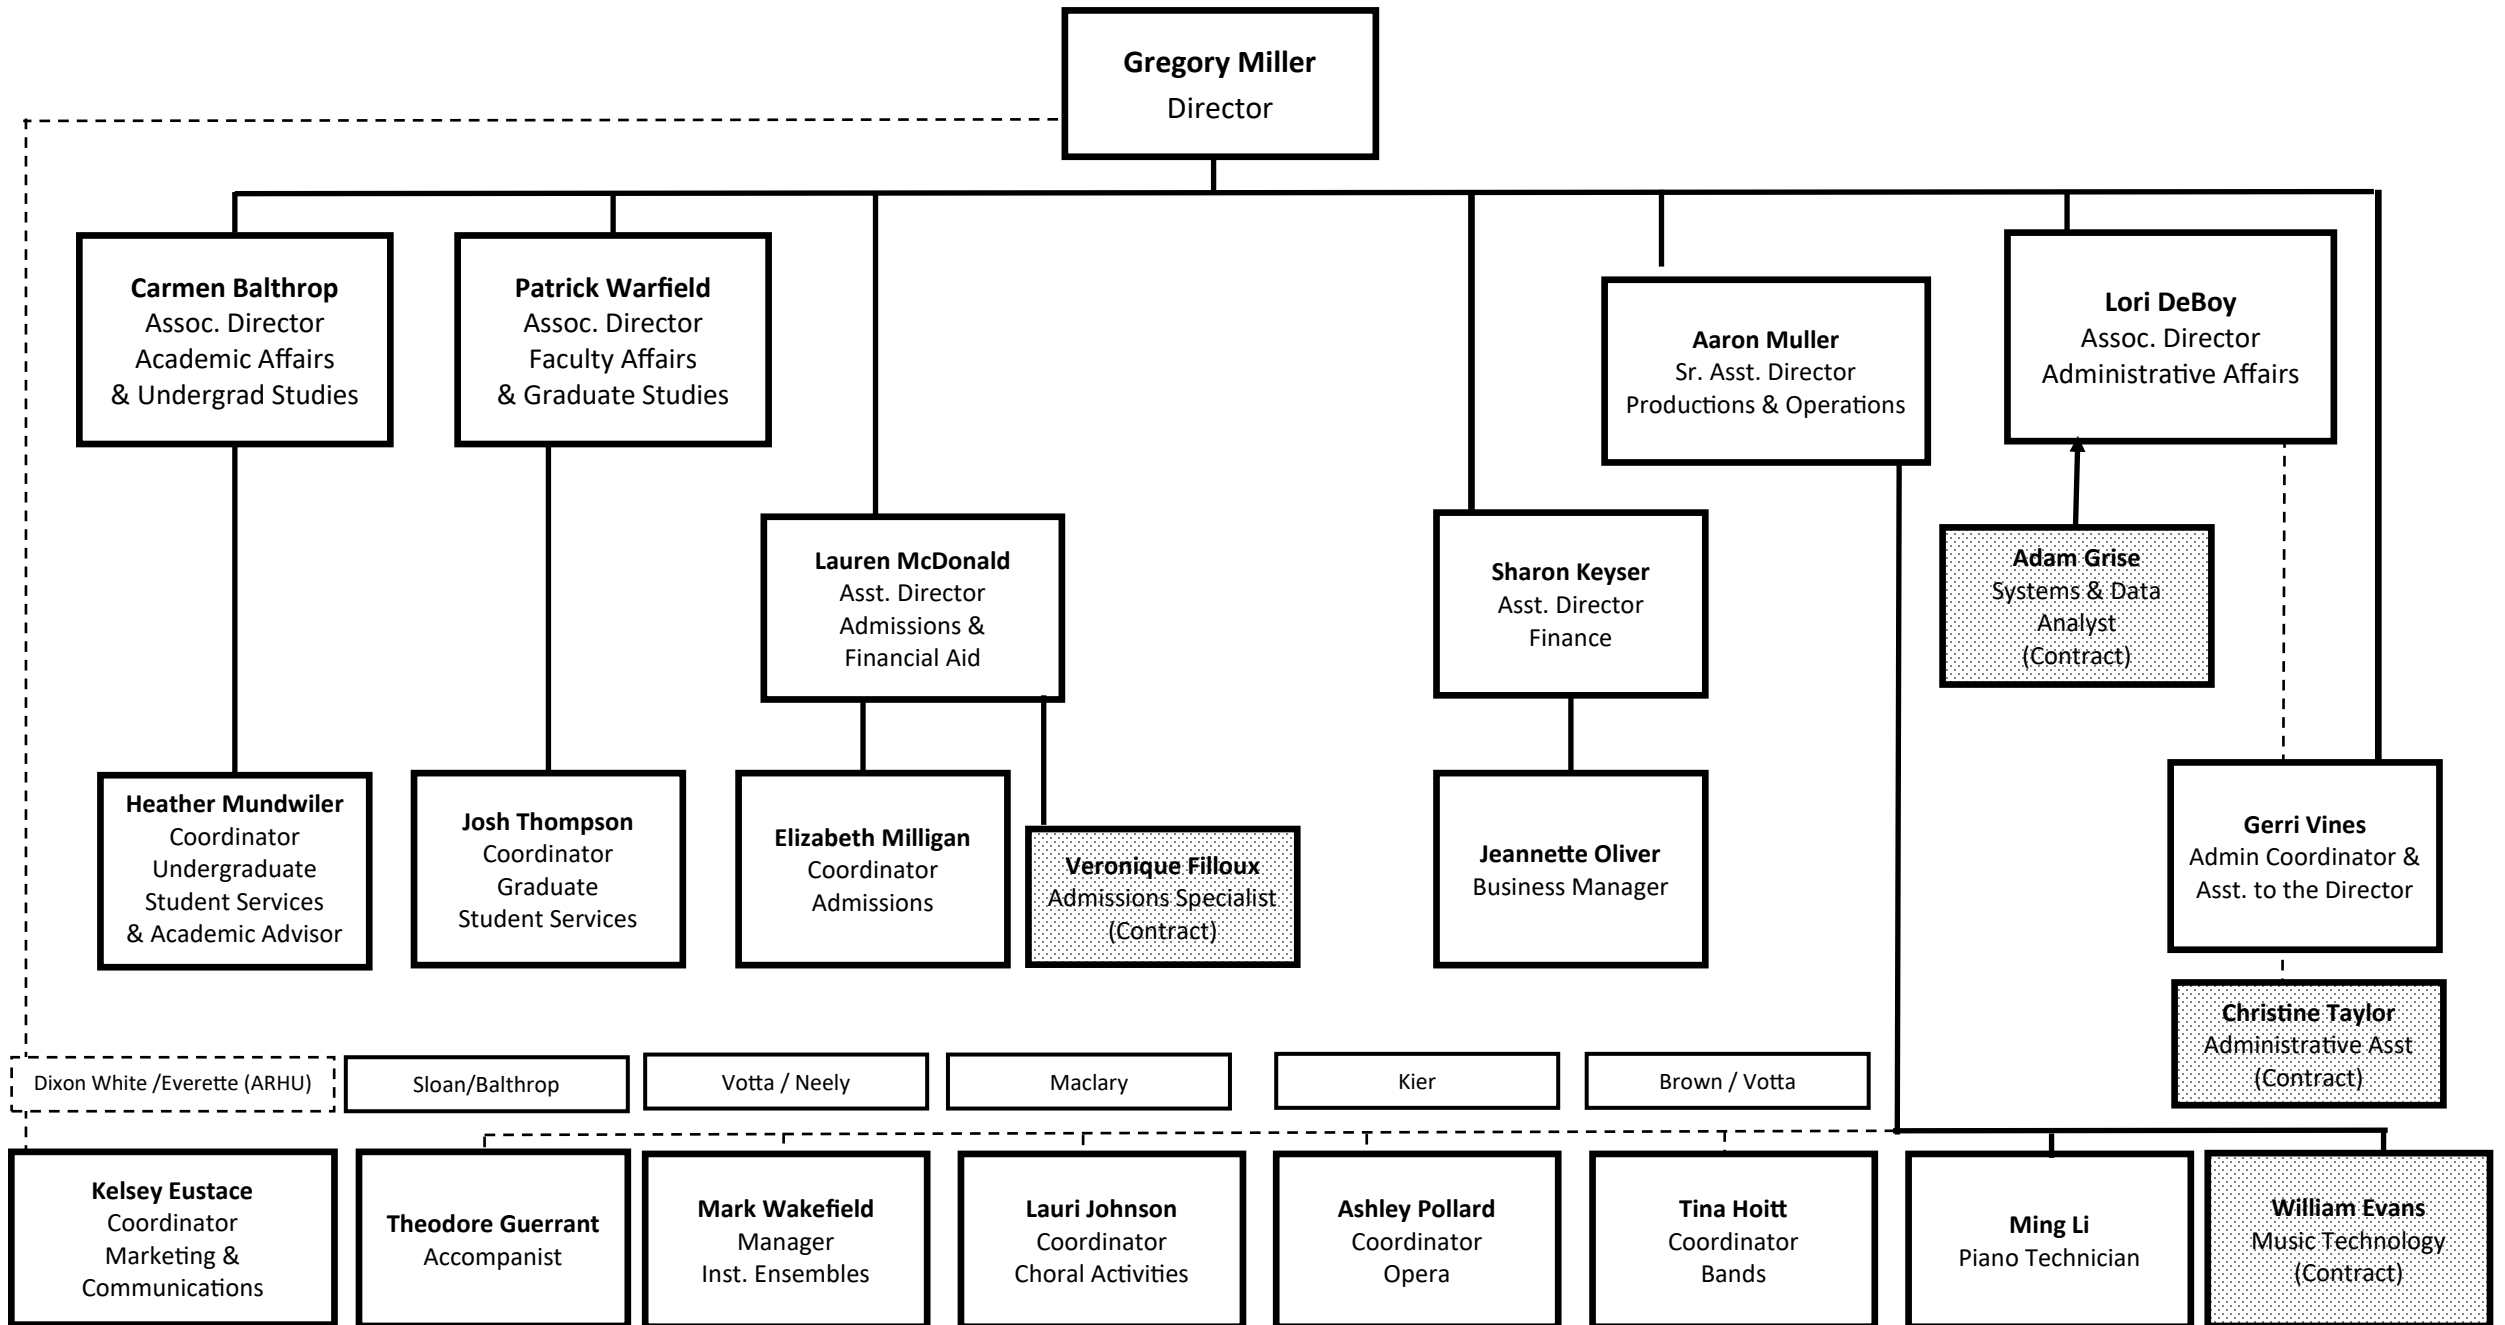 Gregory Miller
Director
Carmen Balthrop
Assoc. Director
Academic Affairs
& Undergrad Studies
Patrick Warfield
Assoc. Director
Faculty Affairs
& Graduate Studies
Aaron Muller
Sr. Asst. Director
Productions & Operations
Lori DeBoy
Assoc. Director
Administrative Affairs
Lauren McDonald
Asst. Director
Admissions &
Financial Aid
Sharon Keyser
Asst. Director
Finance
Adam Grise
Systems & Data
Analyst
(Contract)
Heather Mundwiler
Coordinator
Undergraduate
Student Services
& Academic Advisor
Josh Thompson
Coordinator
Graduate
Student Services
Elizabeth Milligan
Coordinator
Admissions
Veronique Filloux
Admissions Specialist
(Contract)
Jeannette Oliver
Business Manager
Gerri Vines
Admin Coordinator &
Asst. to the Director
Christine Taylor
Administrative Asst
(Contract)
Dixon White /Everette (ARHU)
Sloan/Balthrop
Votta / Neely
Maclary
Kier
Brown / Votta
Kelsey Eustace
Coordinator
Marketing &
Communications
Theodore Guerrant
Accompanist
Mark Wakefield
Manager
Inst. Ensembles
Lauri Johnson
Coordinator
Choral Activities
Ashley Pollard
Coordinator
Opera
Tina Hoitt
Coordinator
Bands
Ming Li
Piano Technician
William Evans
Music Technology
(Contract)